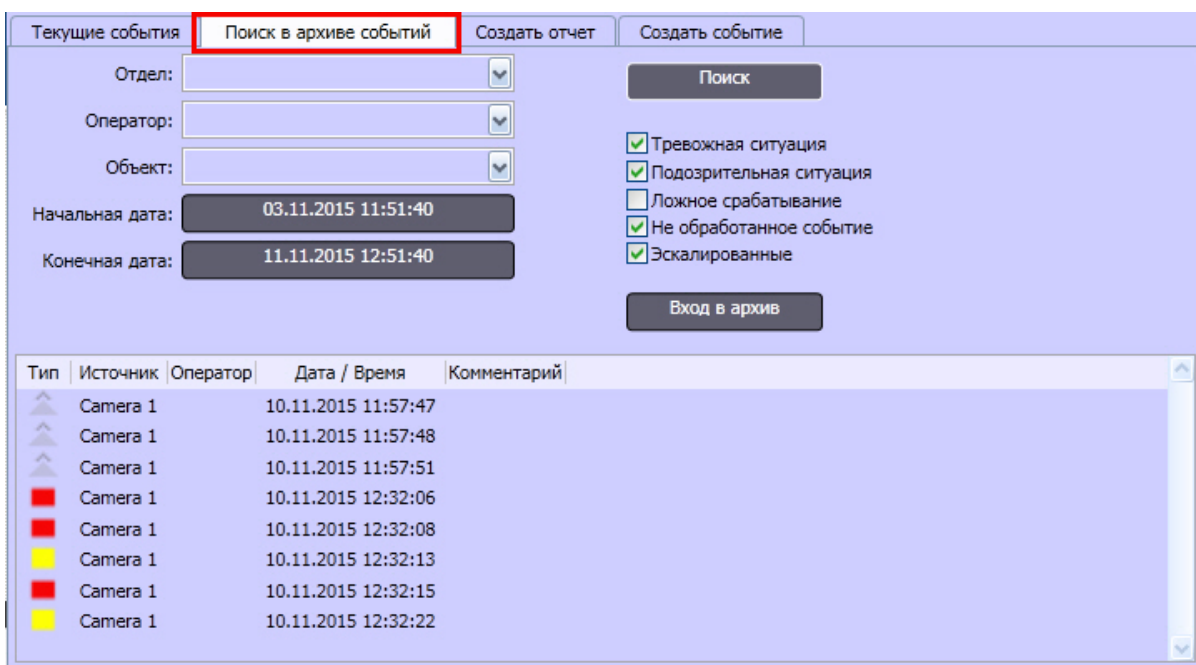 Текущие события Поиск в архиве событий Создать отчет Создать событие
Отдел:
Поиск
Оператор:
Тревожная ситуация
Объект:
Подозрительная ситуация
Ложное срабатывание
Начальная дата: 03.11.2015 11:51:40
Не обработанное событие
Конечная дата: 11.11.2015 12:51:40
Эскалированные
Вход в архив
Тип Источник Оператор Дата / Время Комментарий
Camera 1 10.11.2015 11:57:47
Camera 1 10.11.2015 11:57:48
Camera 1 10.11.2015 11:57:51
Camera 1 10.11.2015 12:32:06
Camera 1 10.11.2015 12:32:08
Camera 1 10.11.2015 12:32:13
Camera 1 10.11.2015 12:32:15
Camera 1 10.11.2015 12:32:22